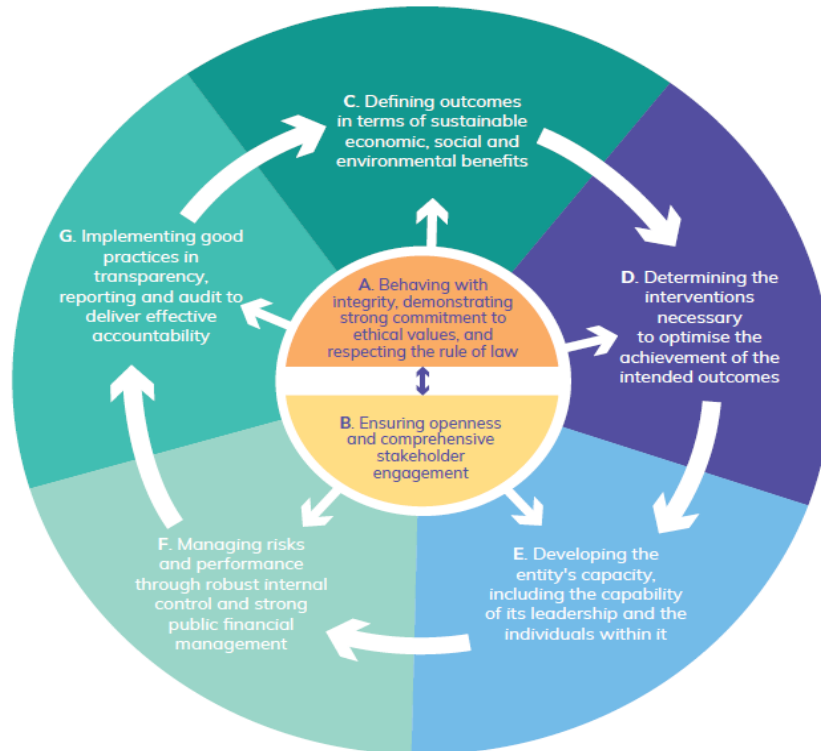 C. Defining outcomes
in terms of sustainable
economic, social and
environmental benefits
G. Implementing good
practices in
transparency,
reporting and audit to
deliver effective
accountability
A. Behaving with
integrity, demonstrating
strong commitment to
ethical values, and
respecting the rule of law
D. Determining the
interventions
necessary
to optimise the
achievement of the
intended outcomes
B. Ensuring openness
and comprehensive
stakeholder
engagement
F. Managing risks
and performance
through robust internal
control and strong
public financial
management
E. Developing the
entity's capacity,
including the capability
of its leadership and the
individuals within it